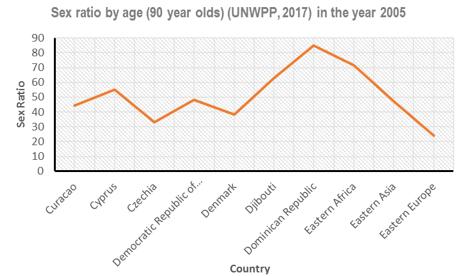 Sex ratio by age (90 year olds) (UNWPP, 2017) in the year 2005
90
80
70
60
50
40
30
20
10
0
Sex Ratio
Curacao
Cyprus
Czechia
Democratic Republic of...
Denmark
Djibouti
Dominican Republic
Eastern Africa
Eastern Asia
Eastern Europe
Country